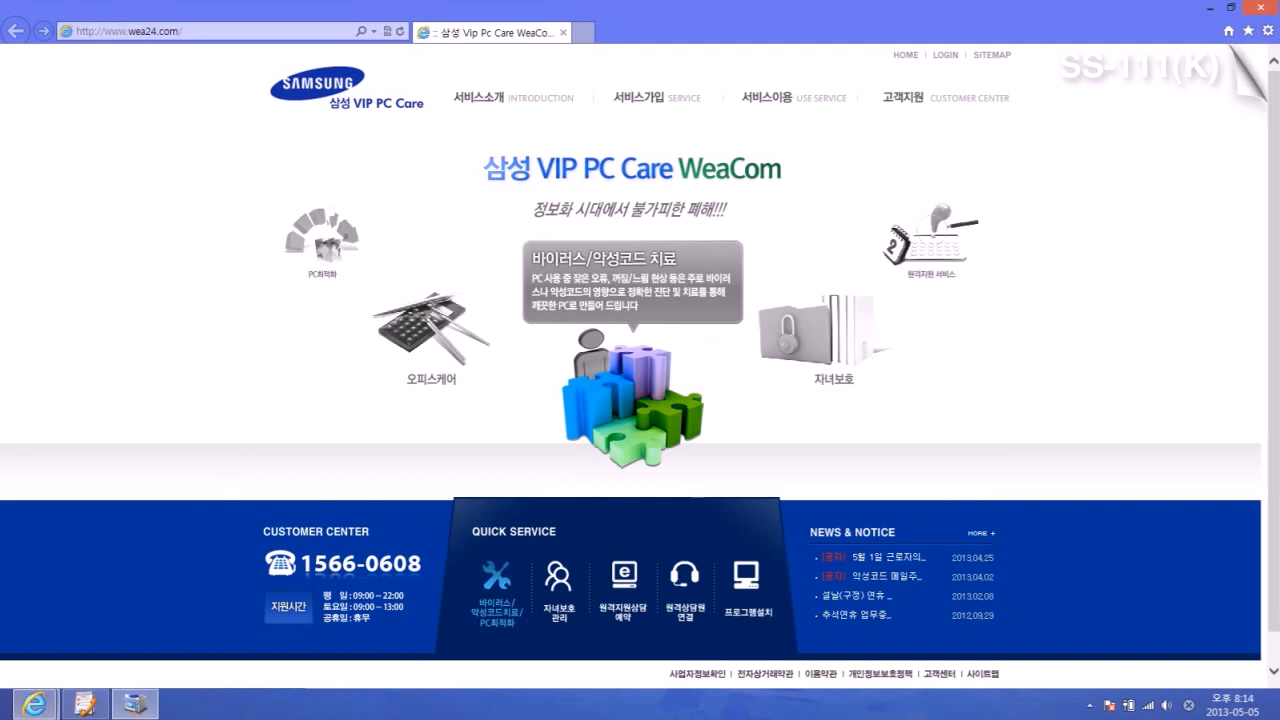 http://www.wea24.com/
:: 삼성 Vip Pc Care WeaCo...
HOME
LOGIN
SITEMAP
SS-111(K)
SAMSUNG
삼성 VIP PC Care
서비스소개 INTRODUCTION
서비스가입 SERVICE
서비스이용 USE SERVICE
고객지원 CUSTOMER CENTER
삼성 VIP PC Care WeaCom
정보화 시대에서 불가피한 폐해!!!
바이러스/악성코드 치료
PC 사용 중 잦은 오류, 꺼짐/느림 현상 등은 주로 바이러
스나 악성코드의 영향으로 정확한 진단 및 치료를 통해
깨끗한 PC로 만들어 드립니다
PC최적화
2
원격지원 서비스
오피스케어
자녀보호
CUSTOMER CENTER
1566-0608
지원시간
평 일 : 09:00 ~ 22:00
토요일 : 09:00 ~ 13:00
공휴일 : 휴무
QUICK SERVICE
바이러스/
악성코드치료/
PC최적화
자녀보호
관리
원격지원상담
예약
원격상담원
연결
프로그램설치
NEWS & NOTICE
MORE +
[공지] 5월 1일 근로자의... 2013.04.25
[공지] 악성코드 메일주... 2013.04.02
설날(구정) 연휴 ... 2013.02.08
추석연휴 업무중... 2012.09.29
사업자정보확인 | 전자상거래약관 | 이용약관 | 개인정보보호정책 | 고객센터 | 사이트맵
오후 8:14
2013-05-05